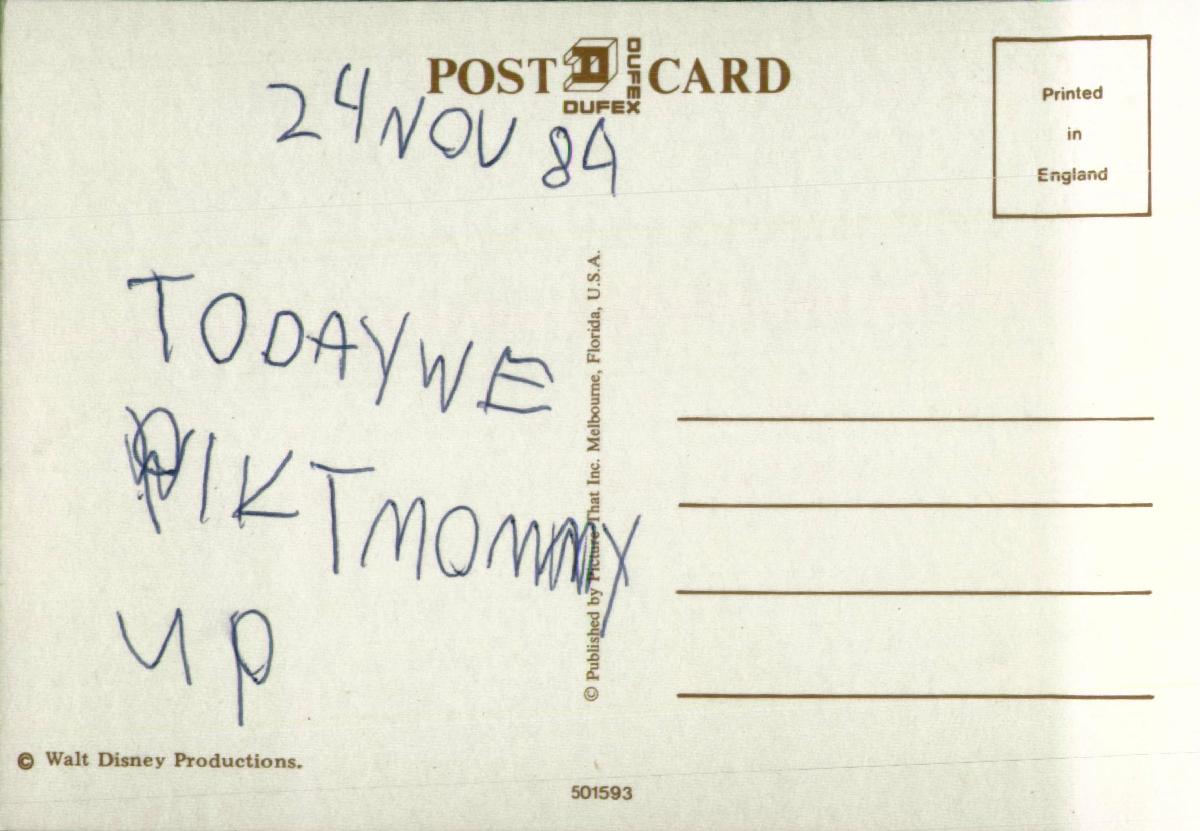 POST CARD
DUFEX
DUFEX
24 NOV 84
Printed
in
England
TODAY WE
PIKT MOMMY
UP
© Published by Picture That Inc. Melbourne, Florida, U.S.A.
© Walt Disney Productions.
501593